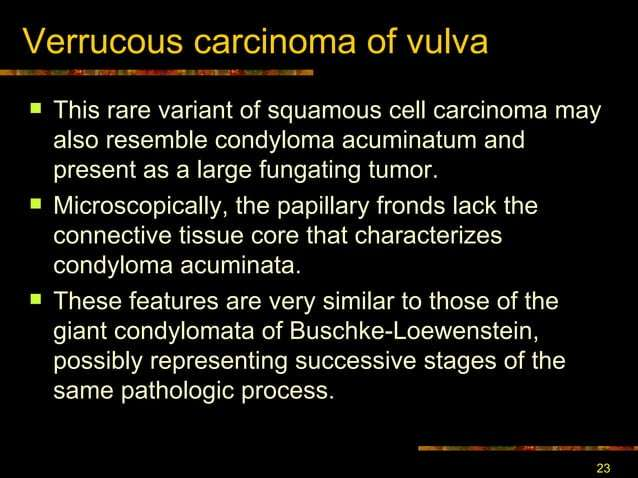 Verrucous carcinoma of vulva
This rare variant of squamous cell carcinoma may
also resemble condyloma acuminatum and
present as a large fungating tumor.
Microscopically, the papillary fronds lack the
connective tissue core that characterizes
condyloma acuminata.
These features are very similar to those of the
giant condylomata of Buschke-Loewenstein,
possibly representing successive stages of the
same pathologic process.
23